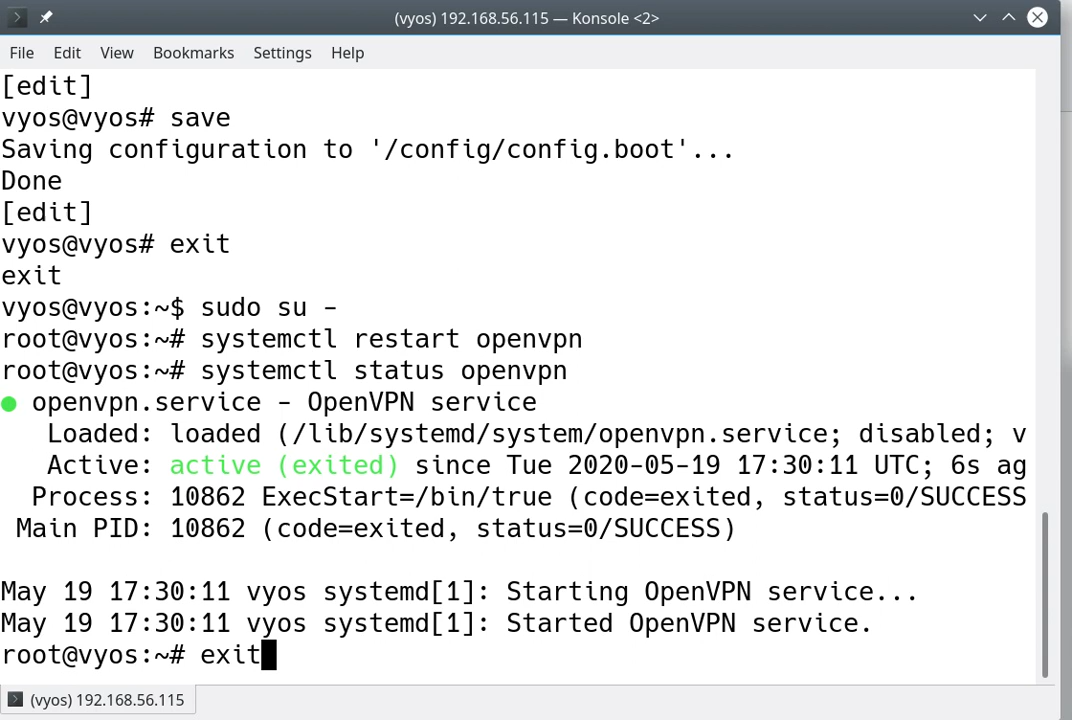 (vyos) 192.168.56.115 — Konsole <2>
File Edit View Bookmarks Settings Help
[edit]
vyos@vyos# save
Saving configuration to '/config/config.boot'...
Done
[edit]
vyos@vyos# exit
exit
vyos@vyos:~$ sudo su -
root@vyos:~# systemctl restart openvpn
root@vyos:~# systemctl status openvpn
● openvpn.service - OpenVPN service
Loaded: loaded (/lib/systemd/system/openvpn.service; disabled; v
Active: active (exited) since Tue 2020-05-19 17:30:11 UTC; 6s ag
Process: 10862 ExecStart=/bin/true (code=exited, status=0/SUCCESS
Main PID: 10862 (code=exited, status=0/SUCCESS)
May 19 17:30:11 vyos systemd[1]: Starting OpenVPN service...
May 19 17:30:11 vyos systemd[1]: Started OpenVPN service.
root@vyos:~# exit
(vyos) 192.168.56.115